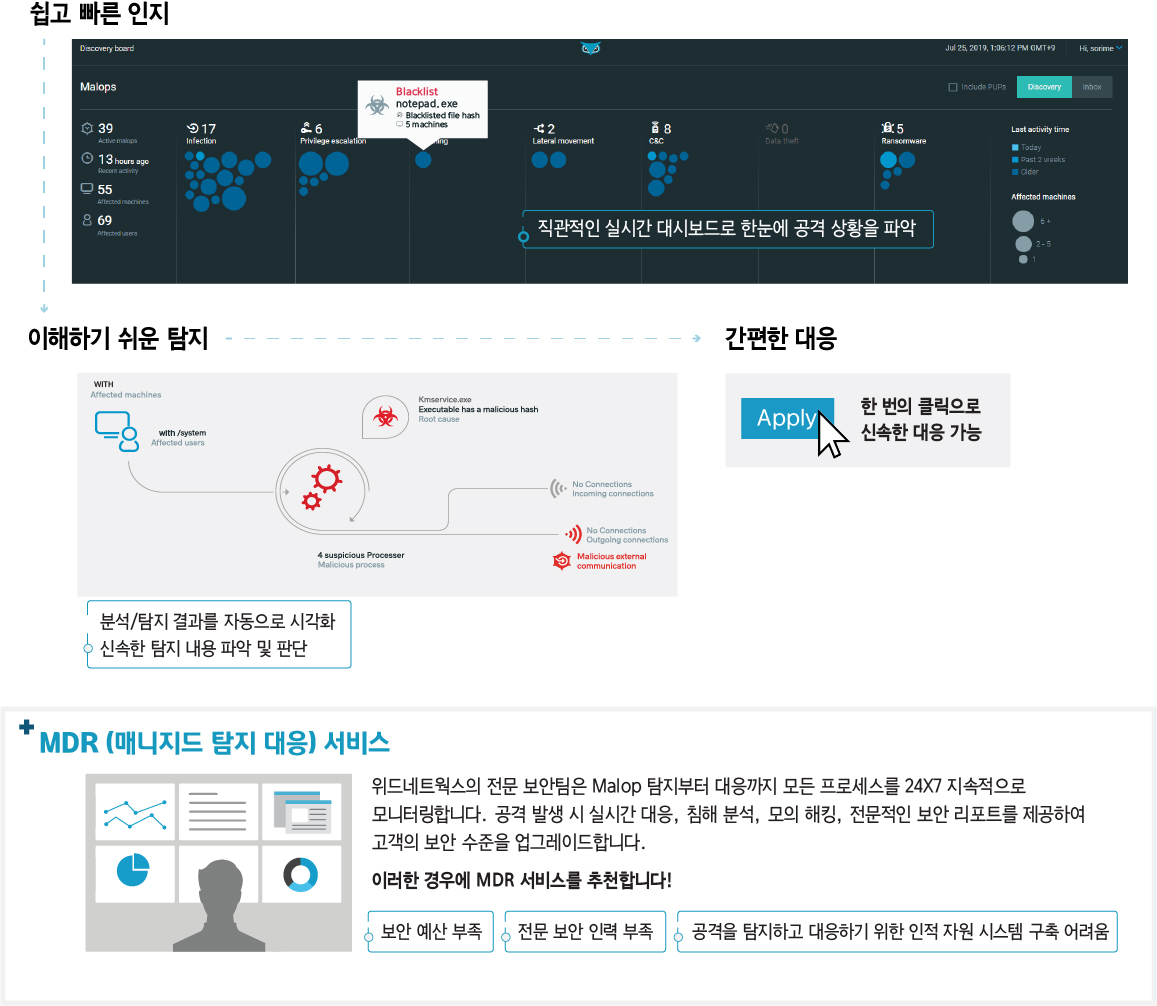 쉽고 빠른 인지
Discovery board
Jul 25, 2019, 1:06:12 PM GMT+9
Hi, sorime
Malops
Include PUPs
Discovery
Inbox
Blacklist
notepad.exe
Blacklisted file hash
5 machines
39
Active malops
13 hours ago
Recent activity
55
Affected machines
69
Affected users
17
Infection
6
Privilege escalation
2
Lateral movement
8
C&C
0
Data theft
5
Ransomware
Last activity time
Today
Past 2 weeks
Older
Affected machines
6 +
2 - 5
1
직관적인 실시간 대시보드로 한눈에 공격 상황을 파악
이해하기 쉬운 탐지
간편한 대응
WITH
Affected machines
with /system
Affected users
Kmservice.exe
Executable has a malicious hash
Root cause
No Connections
Incoming connections
No Connections
Outgoing connections
Malicious external
communication
4 suspicious Processer
Malicious process
Apply
한 번의 클릭으로
신속한 대응 가능
분석/탐지 결과를 자동으로 시각화
신속한 탐지 내용 파악 및 판단
MDR (매니지드 탐지 대응) 서비스
위드네트웍스의 전문 보안팀은 Malop 탐지부터 대응까지 모든 프로세스를 24X7 지속적으로
모니터링합니다. 공격 발생 시 실시간 대응, 침해 분석, 모의 해킹, 전문적인 보안 리포트를 제공하여
고객의 보안 수준을 업그레이드합니다.
이러한 경우에 MDR 서비스를 추천합니다!
보안 예산 부족
전문 보안 인력 부족
공격을 탐지하고 대응하기 위한 인적 자원 시스템 구축 어려움